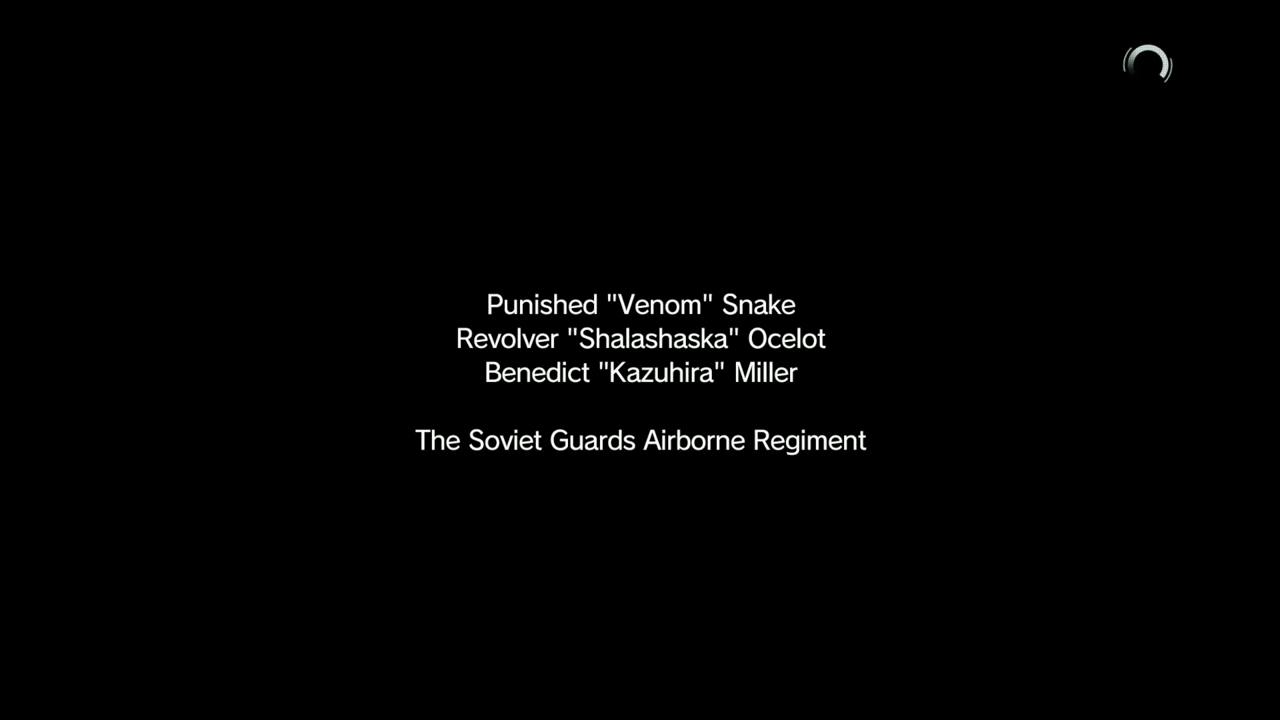 Punished "Venom" Snake
Revolver "Shalashaska" Ocelot
Benedict "Kazuhira" Miller
The Soviet Guards Airborne Regiment